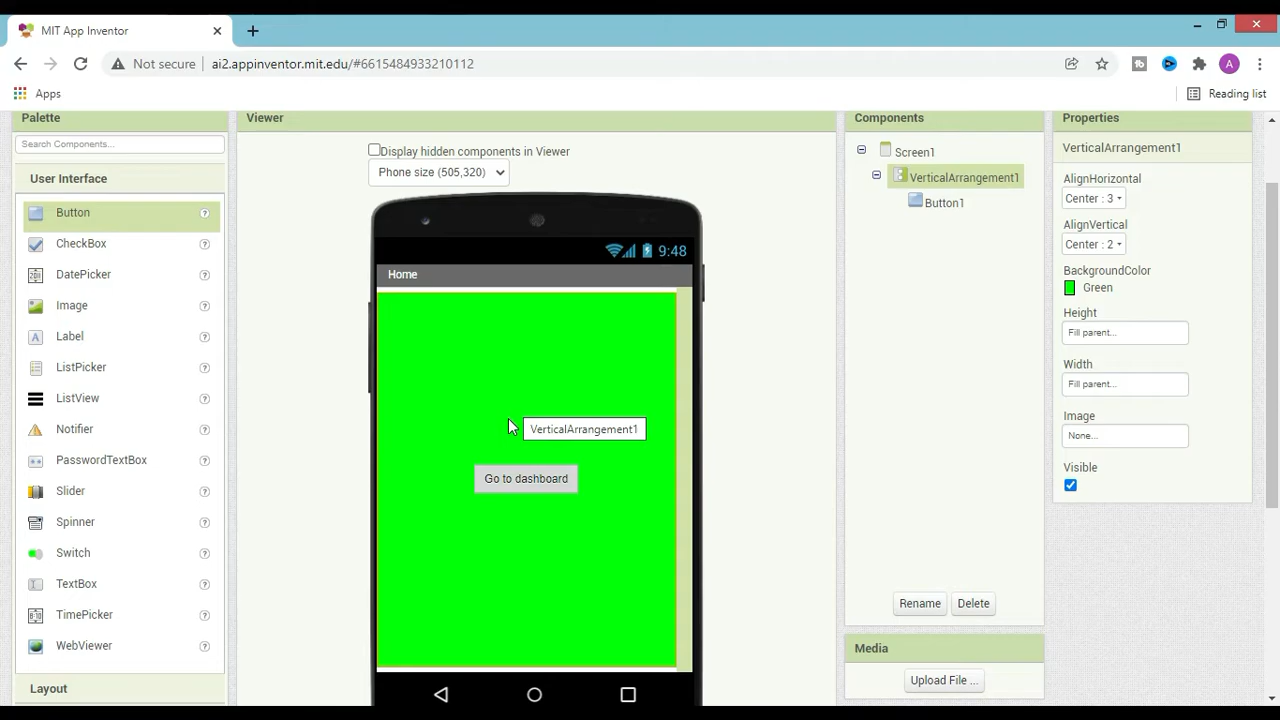 MIT App Inventor
Not secure
ai2.appinventor.mit.edu/#6615484933210112
A
Apps
Reading list
Palette
Search Components...
User Interface
Button ?
CheckBox ?
DatePicker ?
Image ?
Label ?
ListPicker ?
ListView ?
Notifier ?
PasswordTextBox ?
Slider ?
Spinner ?
Switch ?
TextBox ?
TimePicker ?
WebViewer ?
Layout
Viewer
Display hidden components in Viewer
Phone size (505,320)
9:48
Home
VerticalArrangement1
Go to dashboard
Components
Screen1
VerticalArrangement1
Button1
Rename Delete
Media
Upload File ...
Properties
VerticalArrangement1
AlignHorizontal
Center : 3
AlignVertical
Center : 2
BackgroundColor
Green
Height
Fill parent...
Width
Fill parent...
Image
None...
Visible